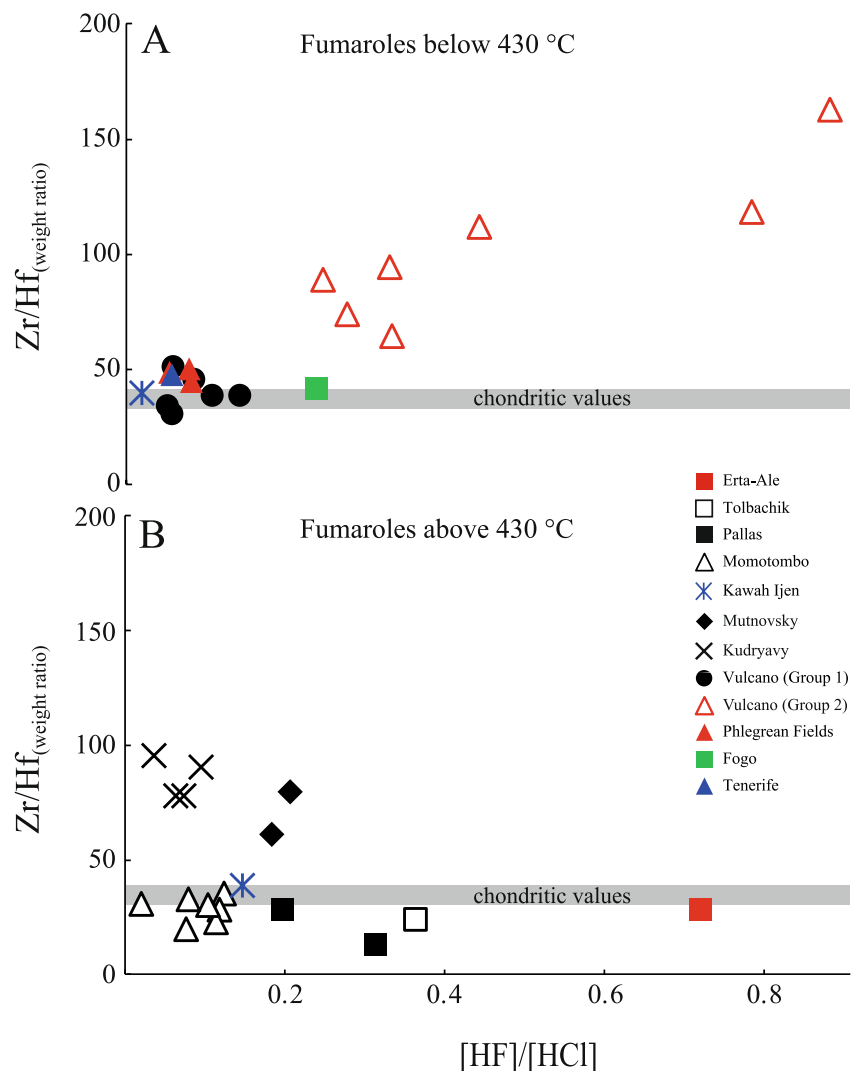 200
A
Fumaroles below 430 °C
150
Zr/Hf(weight ratio)
100
50
chondritic values
0
Erta-Ale
Tolbachik
Pallas
Momotombo
Kawah Ijen
Mutnovsky
Kudryavy
Vulcano (Group 1)
Vulcano (Group 2)
Phlegrean Fields
Fogo
Tenerife
200
B
Fumaroles above 430 °C
150
Zr/Hf(weight ratio)
100
50
chondritic values
0
0.2
0.4
0.6
0.8
[HF]/[HCl]